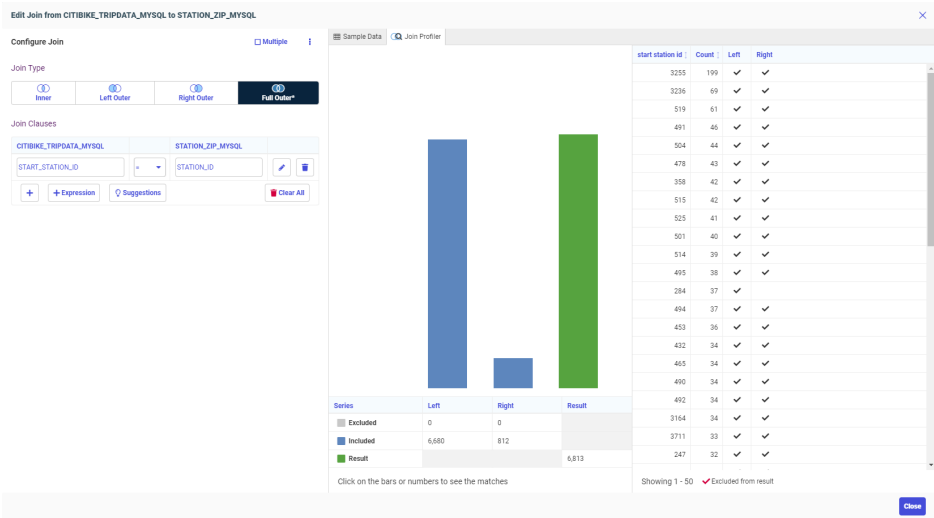 Edit Join from CITIBIKE_TRIPDATA_MYSQL to STATION_ZIP_MYSQL
Configure Join
Multiple
Join Type
Inner Left Outer Right Outer Full Outer*
Join Clauses
CITIBIKE_TRIPDATA_MYSQL STATION_ZIP_MYSQL
START_STATION_ID = STATION_ID
+ + Expression Suggestions Clear All
Sample Data Join Profiler
Series Left Right Result
Excluded 0 0
Included 6,680 812
Result 6,813
Click on the bars or numbers to see the matches
start station id Count Left Right
3255 199
3236 69
519 61
491 46
504 44
478 43
358 42
515 42
525 41
501 40
514 39
495 38
284 37
494 37
453 36
432 34
465 34
490 34
492 34
3164 34
3711 33
247 32
Showing 1 - 50 Excluded from result
Close